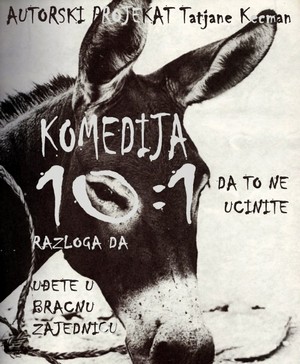 AUTORSKI PROJEKAT Tatjane Kecman
KOMEDIJA
10:1
DA TO NE
UCINITE
RAZLOGA DA
UĐETE U
BRACNU
ZAJEDNICU